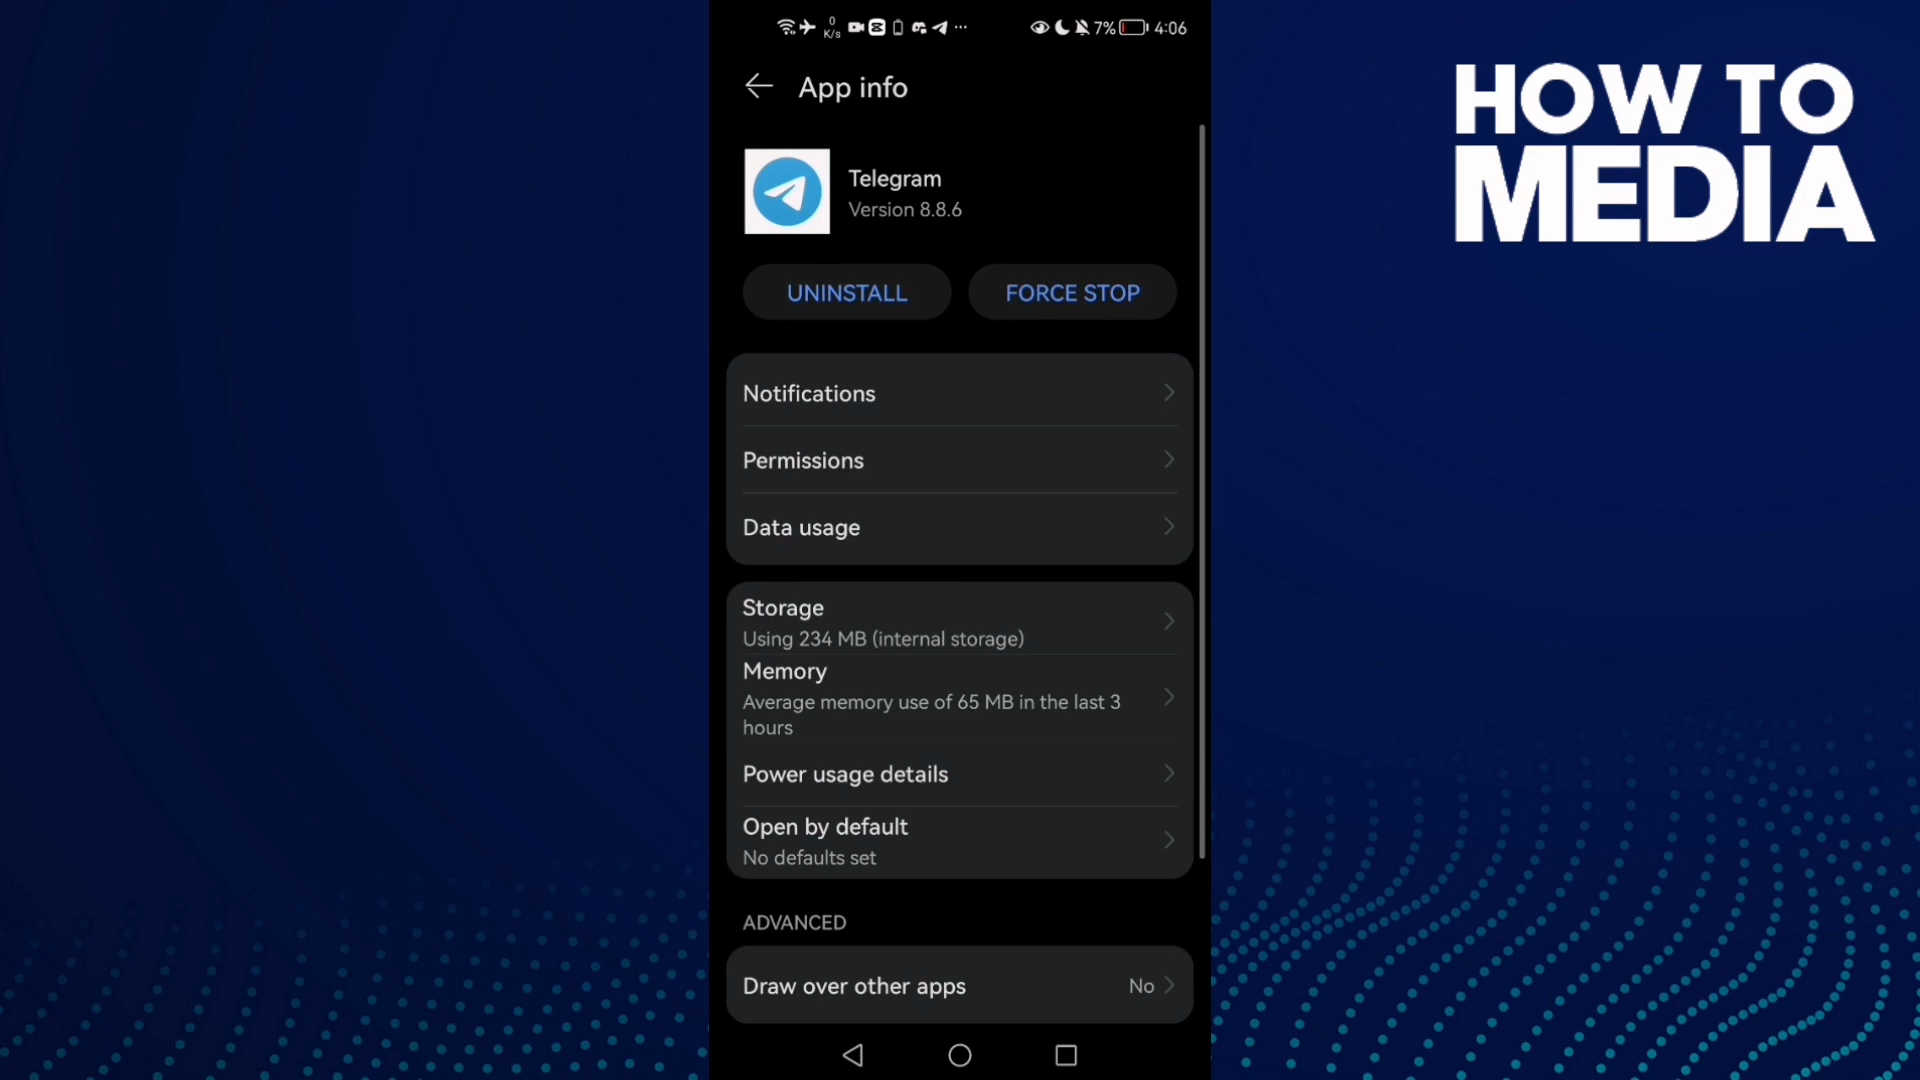 0
K/s
7%
4:06
App info
HOW TO
MEDIA
Telegram
Version 8.8.6
UNINSTALL
FORCE STOP
Notifications
Permissions
Data usage
Storage
Using 234 MB (internal storage)
Memory
Average memory use of 65 MB in the last 3
hours
Power usage details
Open by default
No defaults set
ADVANCED
Draw over other apps
No